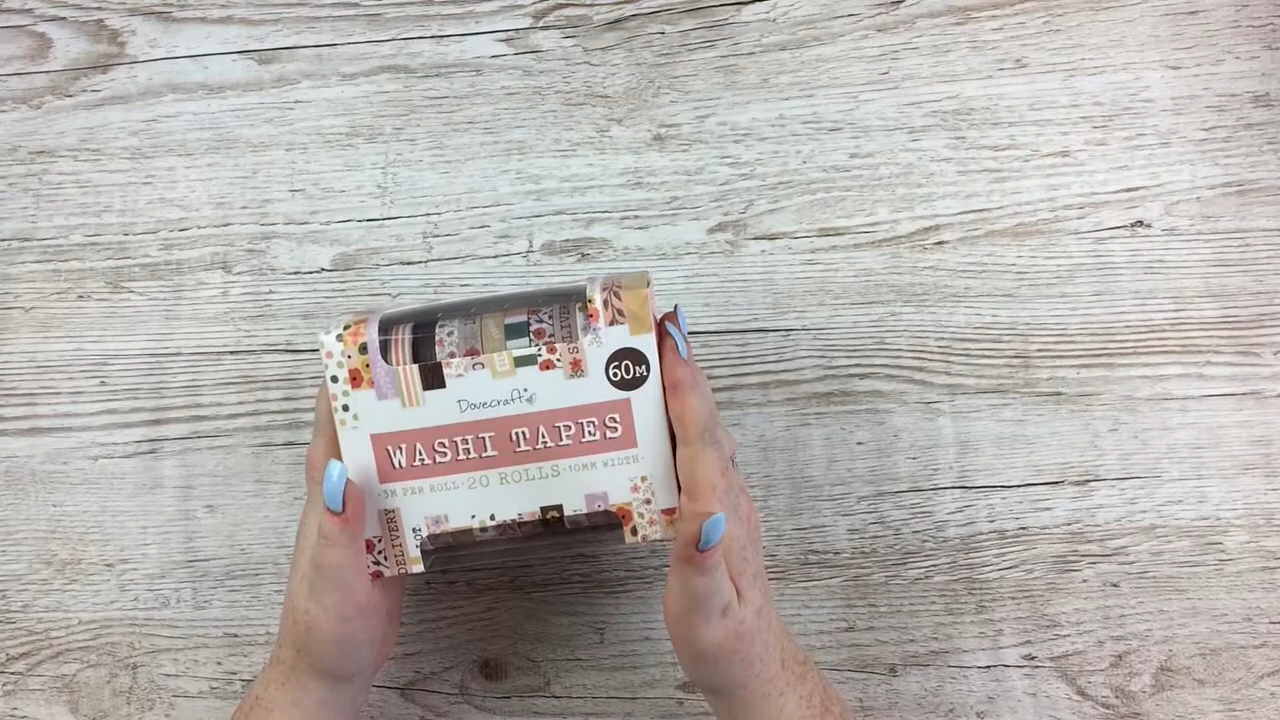 60M
Dovecraft
WASHI TAPES
·3M PER ROLL·20 ROLLS·10MM WIDTH·
DELIVERY